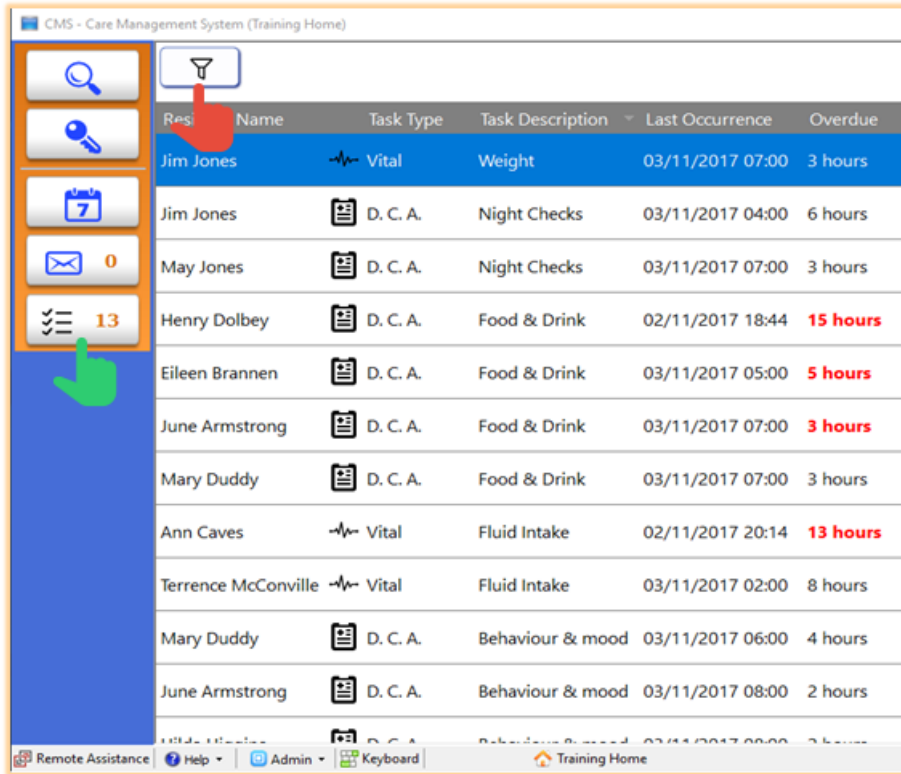 CMS - Care Management System (Training Home)
Resi Name Task Type Task Description Last Occurrence Overdue
Jim Jones Vital Weight 03/11/2017 07:00 3 hours
7
Jim Jones D. C. A. Night Checks 03/11/2017 04:00 6 hours
0
May Jones D. C. A. Night Checks 03/11/2017 07:00 3 hours
13
Henry Dolbey D. C. A. Food & Drink 02/11/2017 18:44 15 hours
Eileen Brannen D. C. A. Food & Drink 03/11/2017 05:00 5 hours
June Armstrong D. C. A. Food & Drink 03/11/2017 07:00 3 hours
Mary Duddy D. C. A. Food & Drink 03/11/2017 07:00 3 hours
Ann Caves Vital Fluid Intake 02/11/2017 20:14 13 hours
Terrence McConville Vital Fluid Intake 03/11/2017 02:00 8 hours
Mary Duddy D. C. A. Behaviour & mood 03/11/2017 06:00 4 hours
June Armstrong D. C. A. Behaviour & mood 03/11/2017 08:00 2 hours
Remote Assistance Help Admin Keyboard Training Home